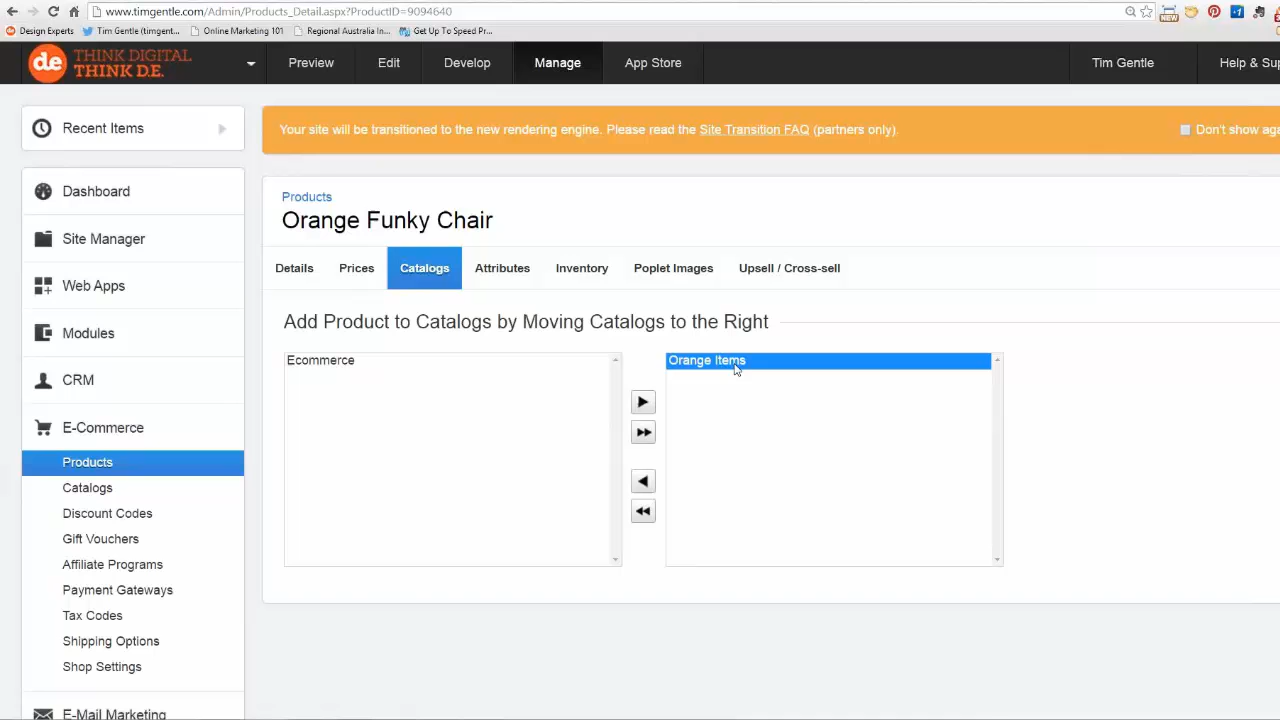 www.timgentle.com/Admin/Products_Detail.aspx?ProductID=9094640
NEW
Design Experts
Tim Gentle (timgent...
Online Marketing 101
Regional Australia In...
Get Up To Speed Pr...
de
THINK DIGITAL
THINK D.E.
Preview
Edit
Develop
Manage
App Store
Tim Gentle
Help & Sup
Recent Items
Your site will be transitioned to the new rendering engine. Please read the Site Transition FAQ (partners only).
Don't show aga
Dashboard
Site Manager
Web Apps
Modules
CRM
E-Commerce
Products
Catalogs
Discount Codes
Gift Vouchers
Affiliate Programs
Payment Gateways
Tax Codes
Shipping Options
Shop Settings
E-Mail Marketing
Products
Orange Funky Chair
Details
Prices
Catalogs
Attributes
Inventory
Poplet Images
Upsell / Cross-sell
Add Product to Catalogs by Moving Catalogs to the Right
Ecommerce
Orange Items